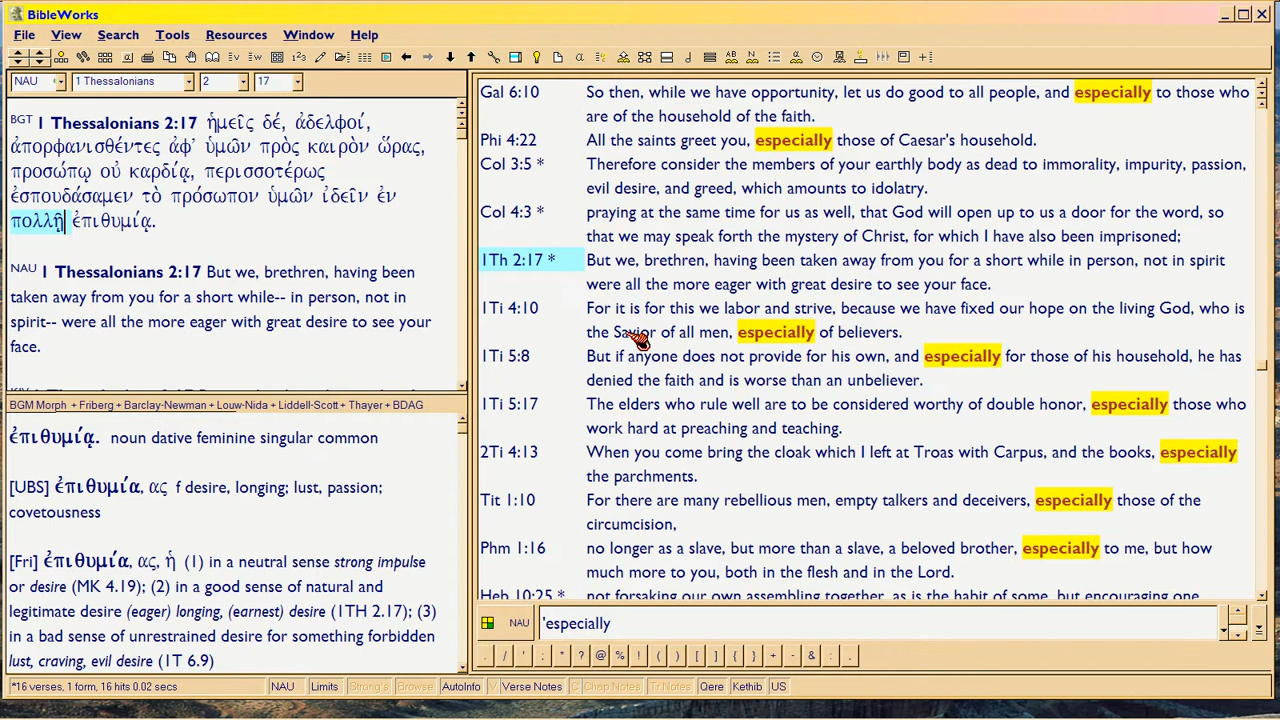 BibleWorks
File View Search Tools Resources Window Help
NAU 1 Thessalonians 2 17
BGT 1 Thessalonians 2:17 ἡμεῖς δέ, ἀδελφοί,
ἀπορφανισθέντες ἀφ' ὑμῶν πρὸς καιρὸν ὥρας,
προσώπῳ οὐ καρδίᾳ, περισσοτέρως
ἐσπουδάσαμεν τὸ πρόσωπον ὑμῶν ἰδεῖν ἐν
πολλῇ ἐπιθυμίᾳ.
NAU 1 Thessalonians 2:17 But we, brethren, having been
taken away from you for a short while-- in person, not in
spirit-- were all the more eager with great desire to see your
face.
BGM Morph + Friberg + Barclay-Newman + Louw-Nida + Liddell-Scott + Thayer + BDAG
ἐπιθυμίᾳ. noun dative feminine singular common
[UBS] ἐπιθυμία, ας f desire, longing; lust, passion;
covetousness
[Fri] ἐπιθυμία, ας, ἡ (1) in a neutral sense strong impulse
or desire (MK 4.19); (2) in a good sense of natural and
legitimate desire (eager) longing, (earnest) desire (1TH 2.17); (3)
in a bad sense of unrestrained desire for something forbidden
lust, craving, evil desire (1T 6.9)
Gal 6:10 So then, while we have opportunity, let us do good to all people, and especially to those who
are of the household of the faith.
Phi 4:22 All the saints greet you, especially those of Caesar's household.
Col 3:5 * Therefore consider the members of your earthly body as dead to immorality, impurity, passion,
evil desire, and greed, which amounts to idolatry.
Col 4:3 * praying at the same time for us as well, that God will open up to us a door for the word, so
that we may speak forth the mystery of Christ, for which I have also been imprisoned;
1Th 2:17 * But we, brethren, having been taken away from you for a short while in person, not in spirit
were all the more eager with great desire to see your face.
1Ti 4:10 For it is for this we labor and strive, because we have fixed our hope on the living God, who is
the Savior of all men, especially of believers.
1Ti 5:8 But if anyone does not provide for his own, and especially for those of his household, he has
denied the faith and is worse than an unbeliever.
1Ti 5:17 The elders who rule well are to be considered worthy of double honor, especially those who
work hard at preaching and teaching.
2Ti 4:13 When you come bring the cloak which I left at Troas with Carpus, and the books, especially
the parchments.
Tit 1:10 For there are many rebellious men, empty talkers and deceivers, especially those of the
circumcision,
Phm 1:16 no longer as a slave, but more than a slave, a beloved brother, especially to me, but how
much more to you, both in the flesh and in the Lord.
Heb 10:25 * not forsaking our own assembling together, as is the habit of some, but encouraging one
NAU 'especially
. / ' : * ? @ % ! ( ) [ ] { } + - & : .
*16 verses, 1 form, 16 hits 0.02 secs NAU Limits Strong's Browse AutoInfo V Verse Notes C Chap Notes Tr Notes Qere Kethib US